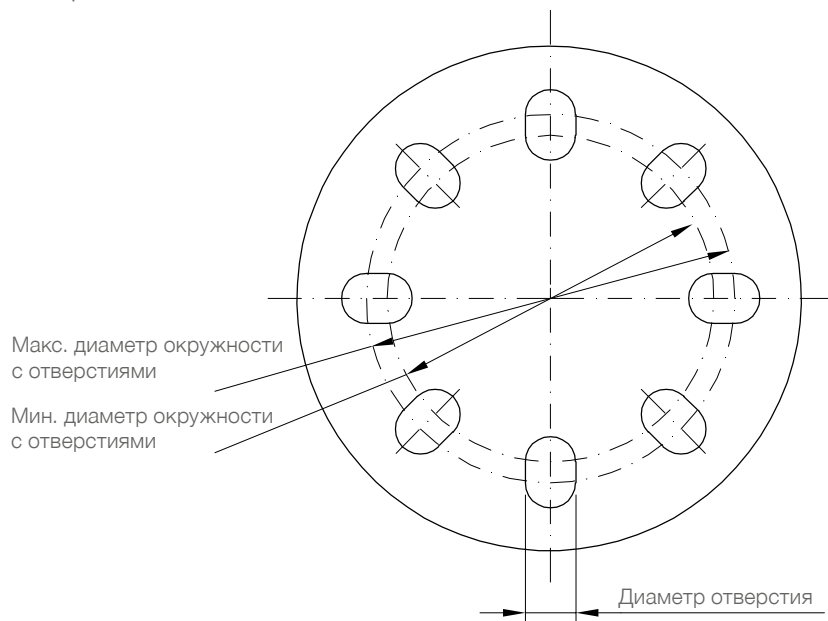 Макс. диаметр окружности
с отверстиями
Мин. диаметр окружности
с отверстиями
Диаметр отверстия